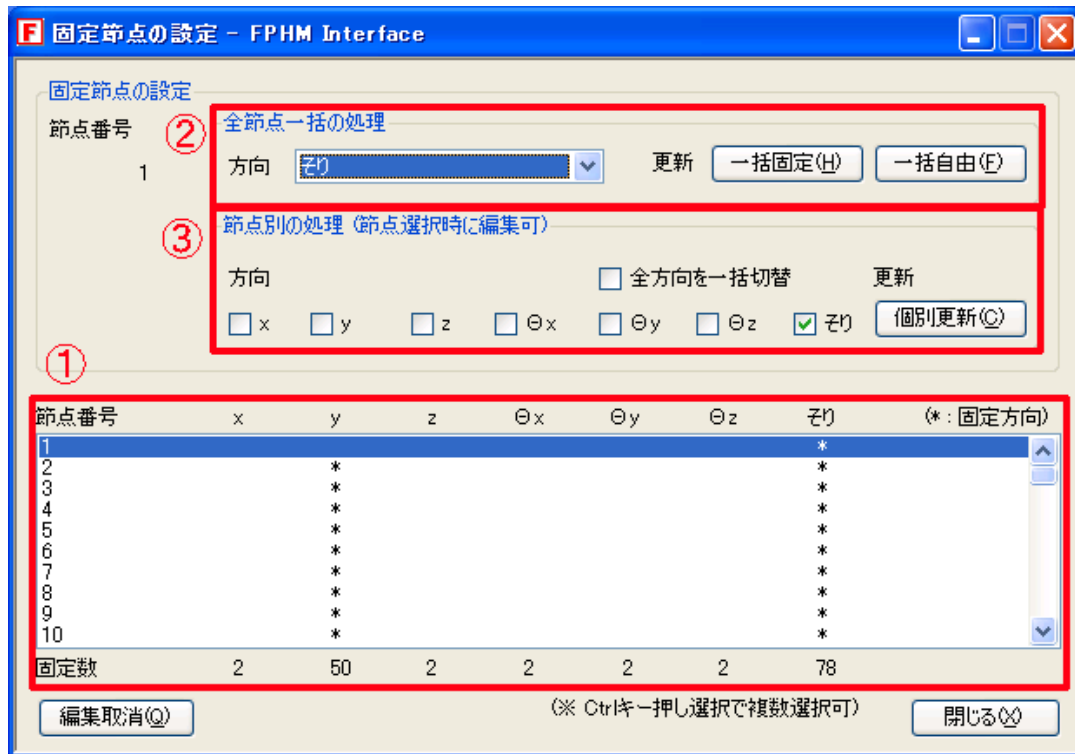 固定節点の設定 - FPHM Interface
固定節点の設定
節点番号
1
②
全節点一括の処理
方向 そり 更新 一括固定(H) 一括自由(F)
③
節点別の処理 (節点選択時に編集可)
方向 全方向を一括切替 更新
x y z Θx Θy Θz そり 個別更新(C)
①
節点番号 x y z Θx Θy Θz そり (* : 固定方向)
1 *
2 * *
3 * *
4 * *
5 * *
6 * *
7 * *
8 * *
9 * *
10 * *
固定数 2 50 2 2 2 2 78
編集取消(Q) (※ Ctrlキー押し選択で複数選択可) 閉じる(X)